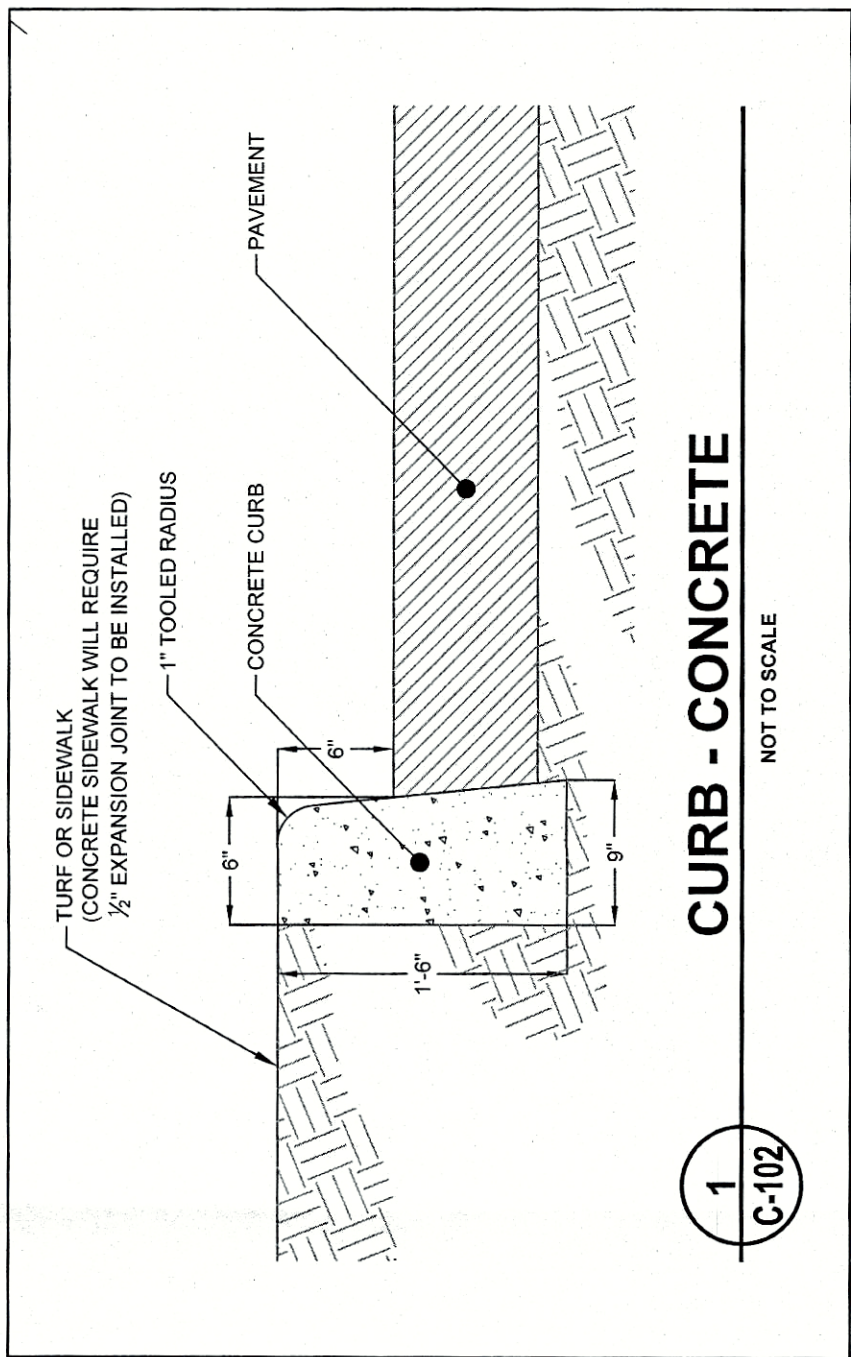 TURF OR SIDEWALK
(CONCRETE SIDEWALK WILL REQUIRE
½" EXPANSION JOINT TO BE INSTALLED)
1" TOOLED RADIUS
CONCRETE CURB
PAVEMENT
6"
6"
1'-6"
9"
1
C-102
CURB - CONCRETE
NOT TO SCALE